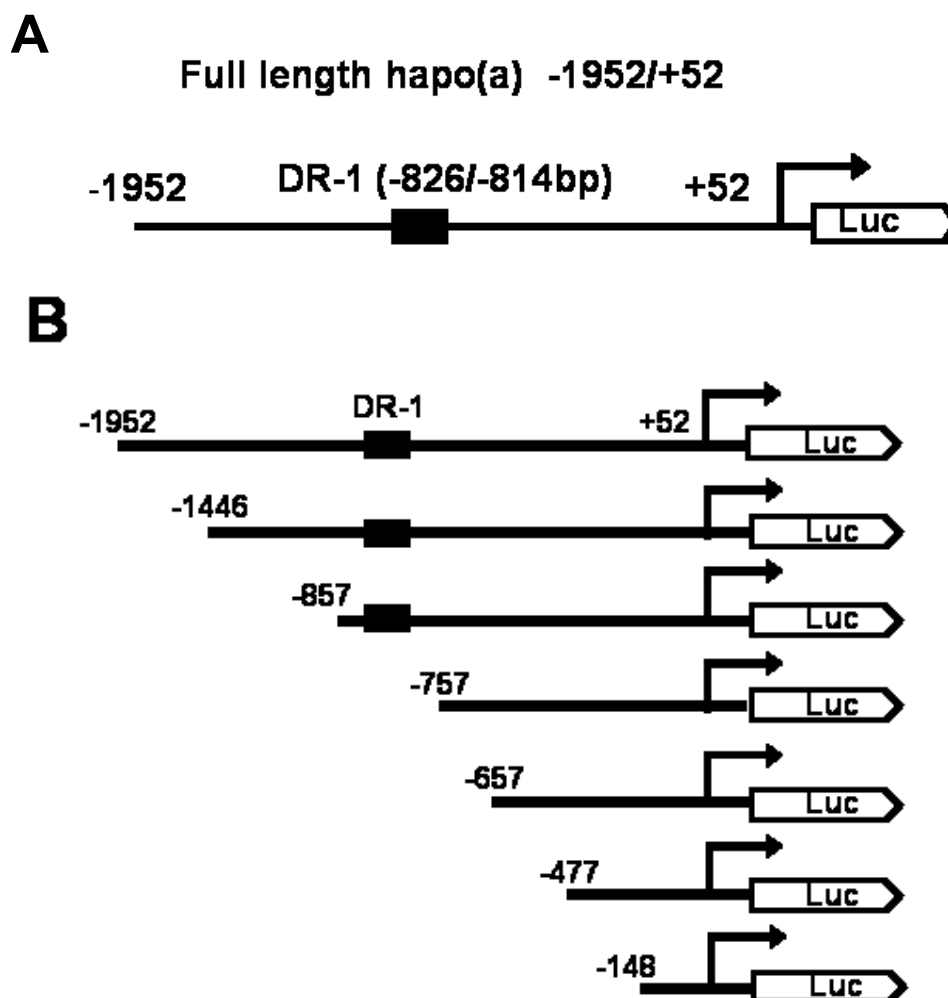 A
Full length hapo(a) -1952/+52
DR-1 (-826/-814bp)
-1952
+52
Luc
B
DR-1
-1952
+52
Luc
-1446
Luc
-857
Luc
-757
Luc
-657
Luc
-477
Luc
-148
Luc